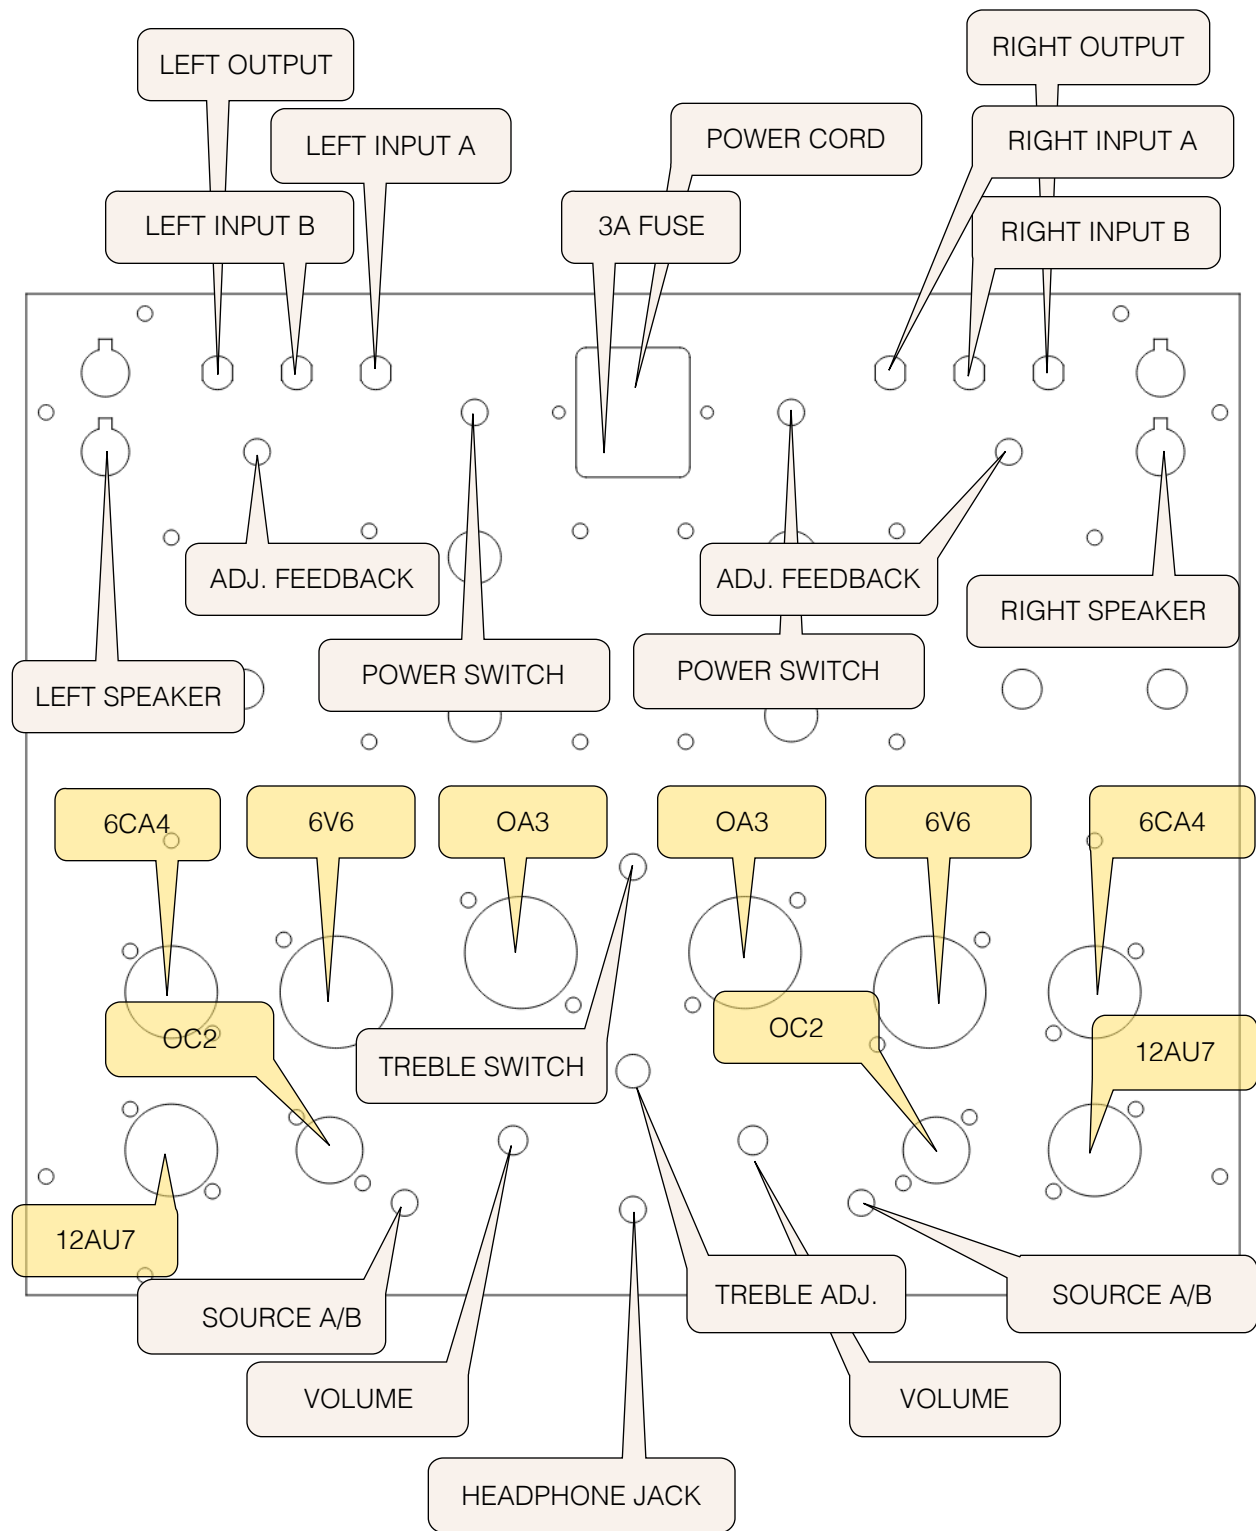 LEFT OUTPUT
RIGHT OUTPUT
LEFT INPUT A
POWER CORD
RIGHT INPUT A
LEFT INPUT B
3A FUSE
RIGHT INPUT B
ADJ. FEEDBACK
ADJ. FEEDBACK
RIGHT SPEAKER
LEFT SPEAKER
POWER SWITCH
POWER SWITCH
6CA4
6V6
OA3
OA3
6V6
6CA4
OC2
TREBLE SWITCH
OC2
12AU7
12AU7
SOURCE A/B
TREBLE ADJ.
SOURCE A/B
VOLUME
VOLUME
HEADPHONE JACK